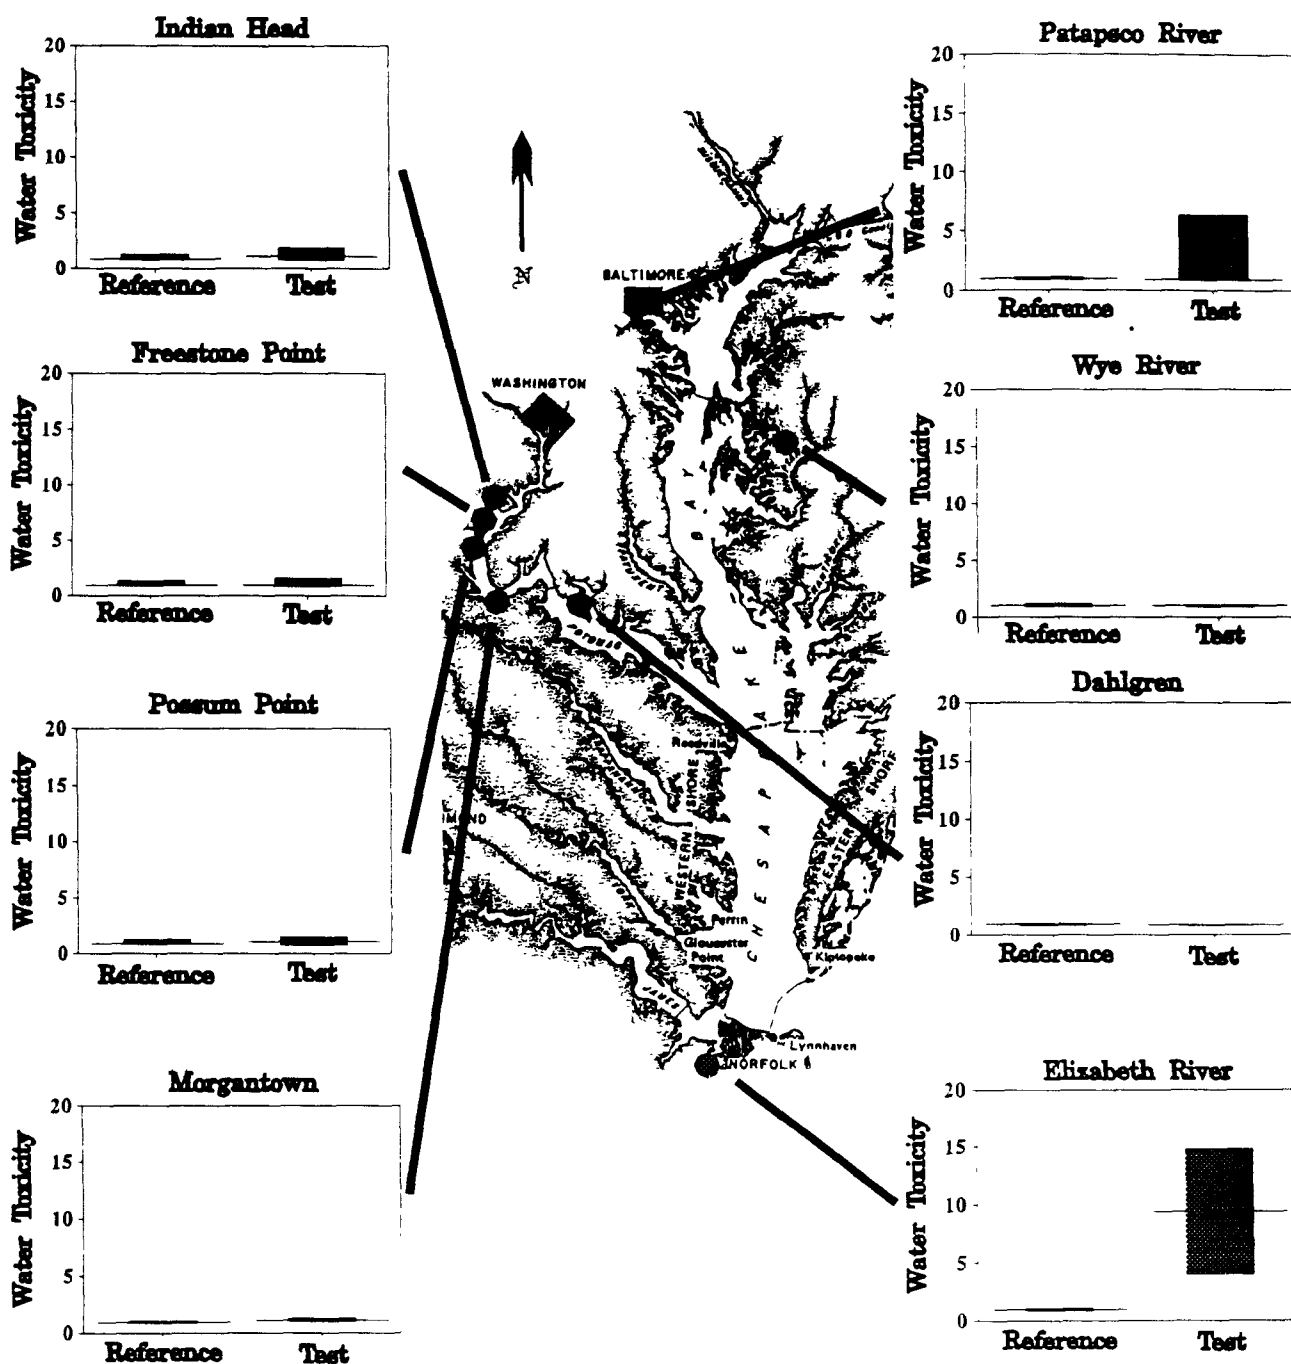 Indian Head
Water Toxicity
20
15
10
5
0
Reference
Test
Freestone Point
Water Toxicity
20
15
10
5
0
Reference
Test
Possum Point
Water Toxicity
20
15
10
5
0
Reference
Test
Morgantown
Water Toxicity
20
15
10
5
0
Reference
Test
N
BALTIMORE
WASHINGTON
BAY
POTOMAC
Reedville
WESTERN SHORE
EASTERN SHORE
CHESAPEAKE
MOND
YORK
Perrin
Gloucester
Point
Kiptopeke
JAMES
Lynnhaven
NORFOLK
Patapsco River
Water Toxicity
20
15
10
5
0
Reference
Test
Wye River
Water Toxicity
20
15
10
5
0
Reference
Test
Dahlgren
Water Toxicity
20
15
10
5
0
Reference
Test
Elizabeth River
Water Toxicity
20
15
10
5
0
Reference
Test